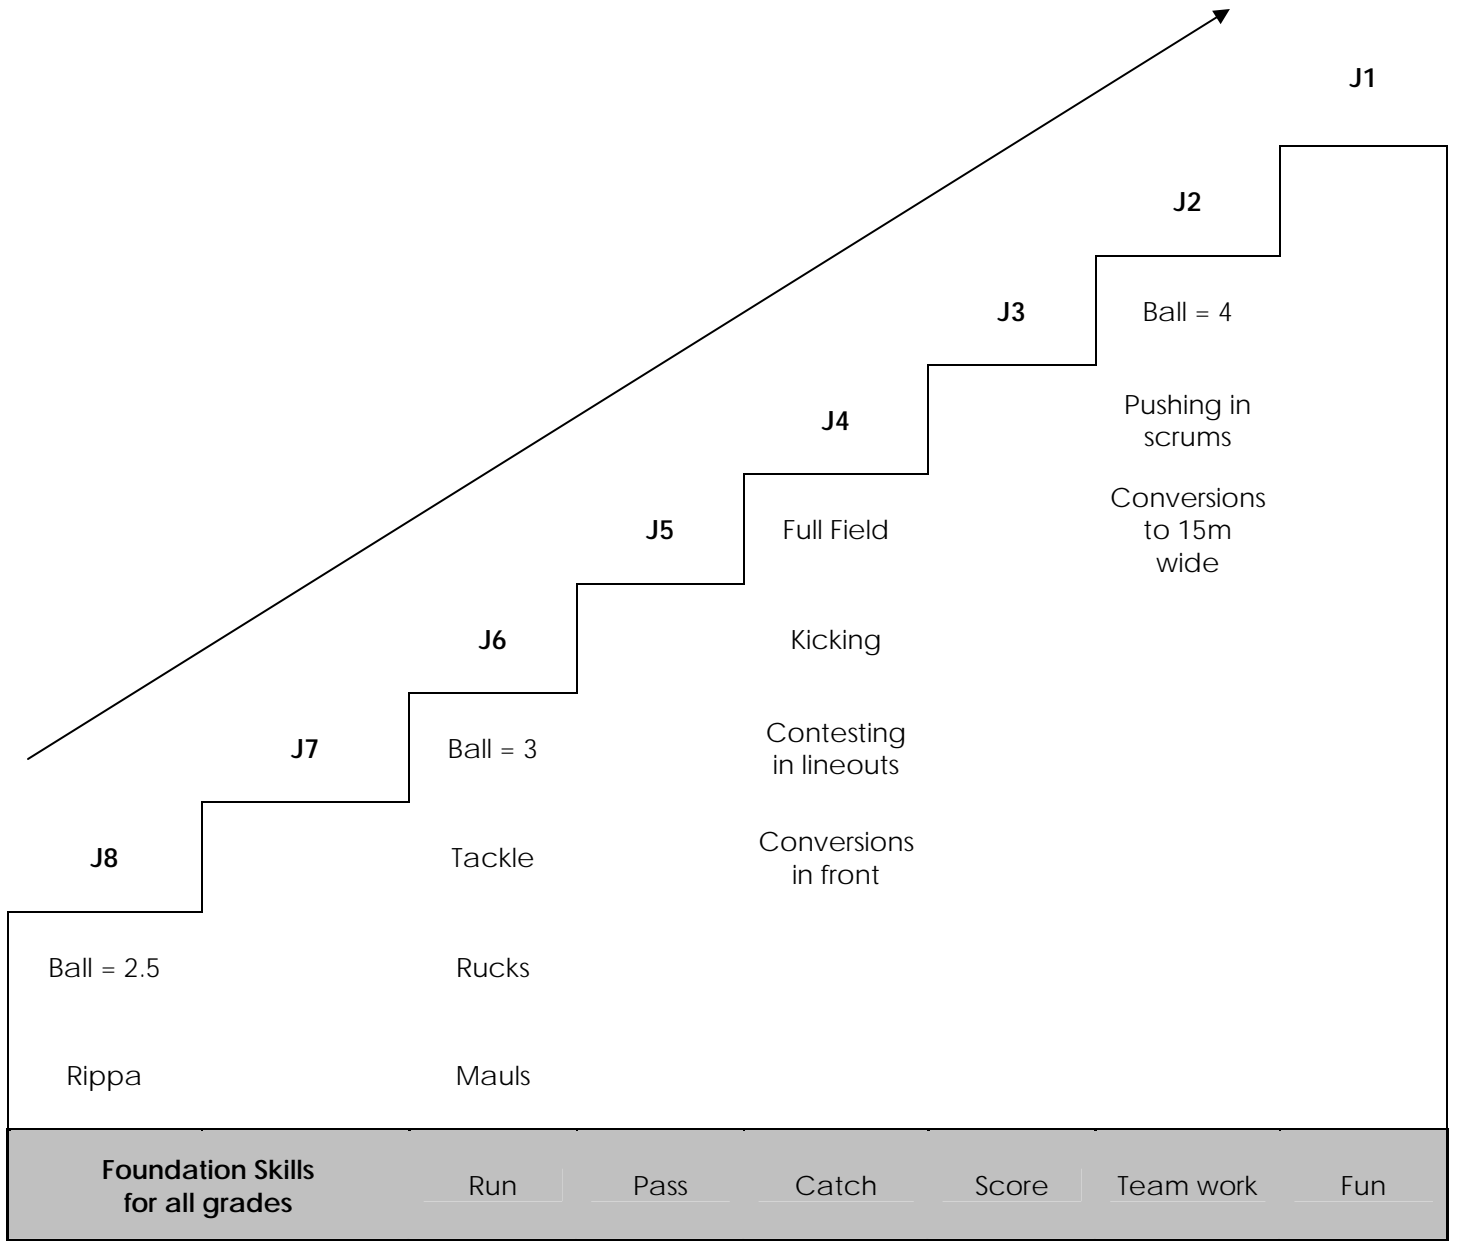 J1
J2
J3
Ball = 4
J4
Pushing in
scrums
J5
Full Field
Conversions
to 15m
wide
J6
Kicking
J7
Ball = 3
Contesting
in lineouts
J8
Tackle
Conversions
in front
Ball = 2.5
Rucks
Rippa
Mauls
Foundation Skills
for all grades
Run
Pass
Catch
Score
Team work
Fun